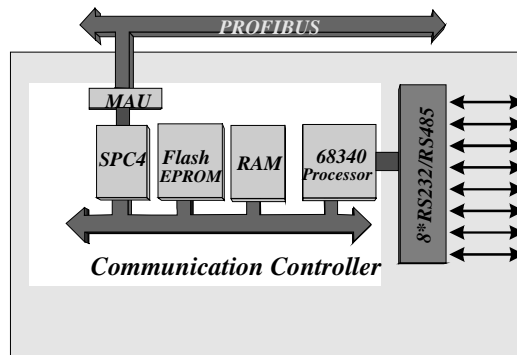 PROFIBUS
MAU
SPC4
Flash
EPROM
RAM
68340
Processor
8*RS232/RS485
Communication Controller